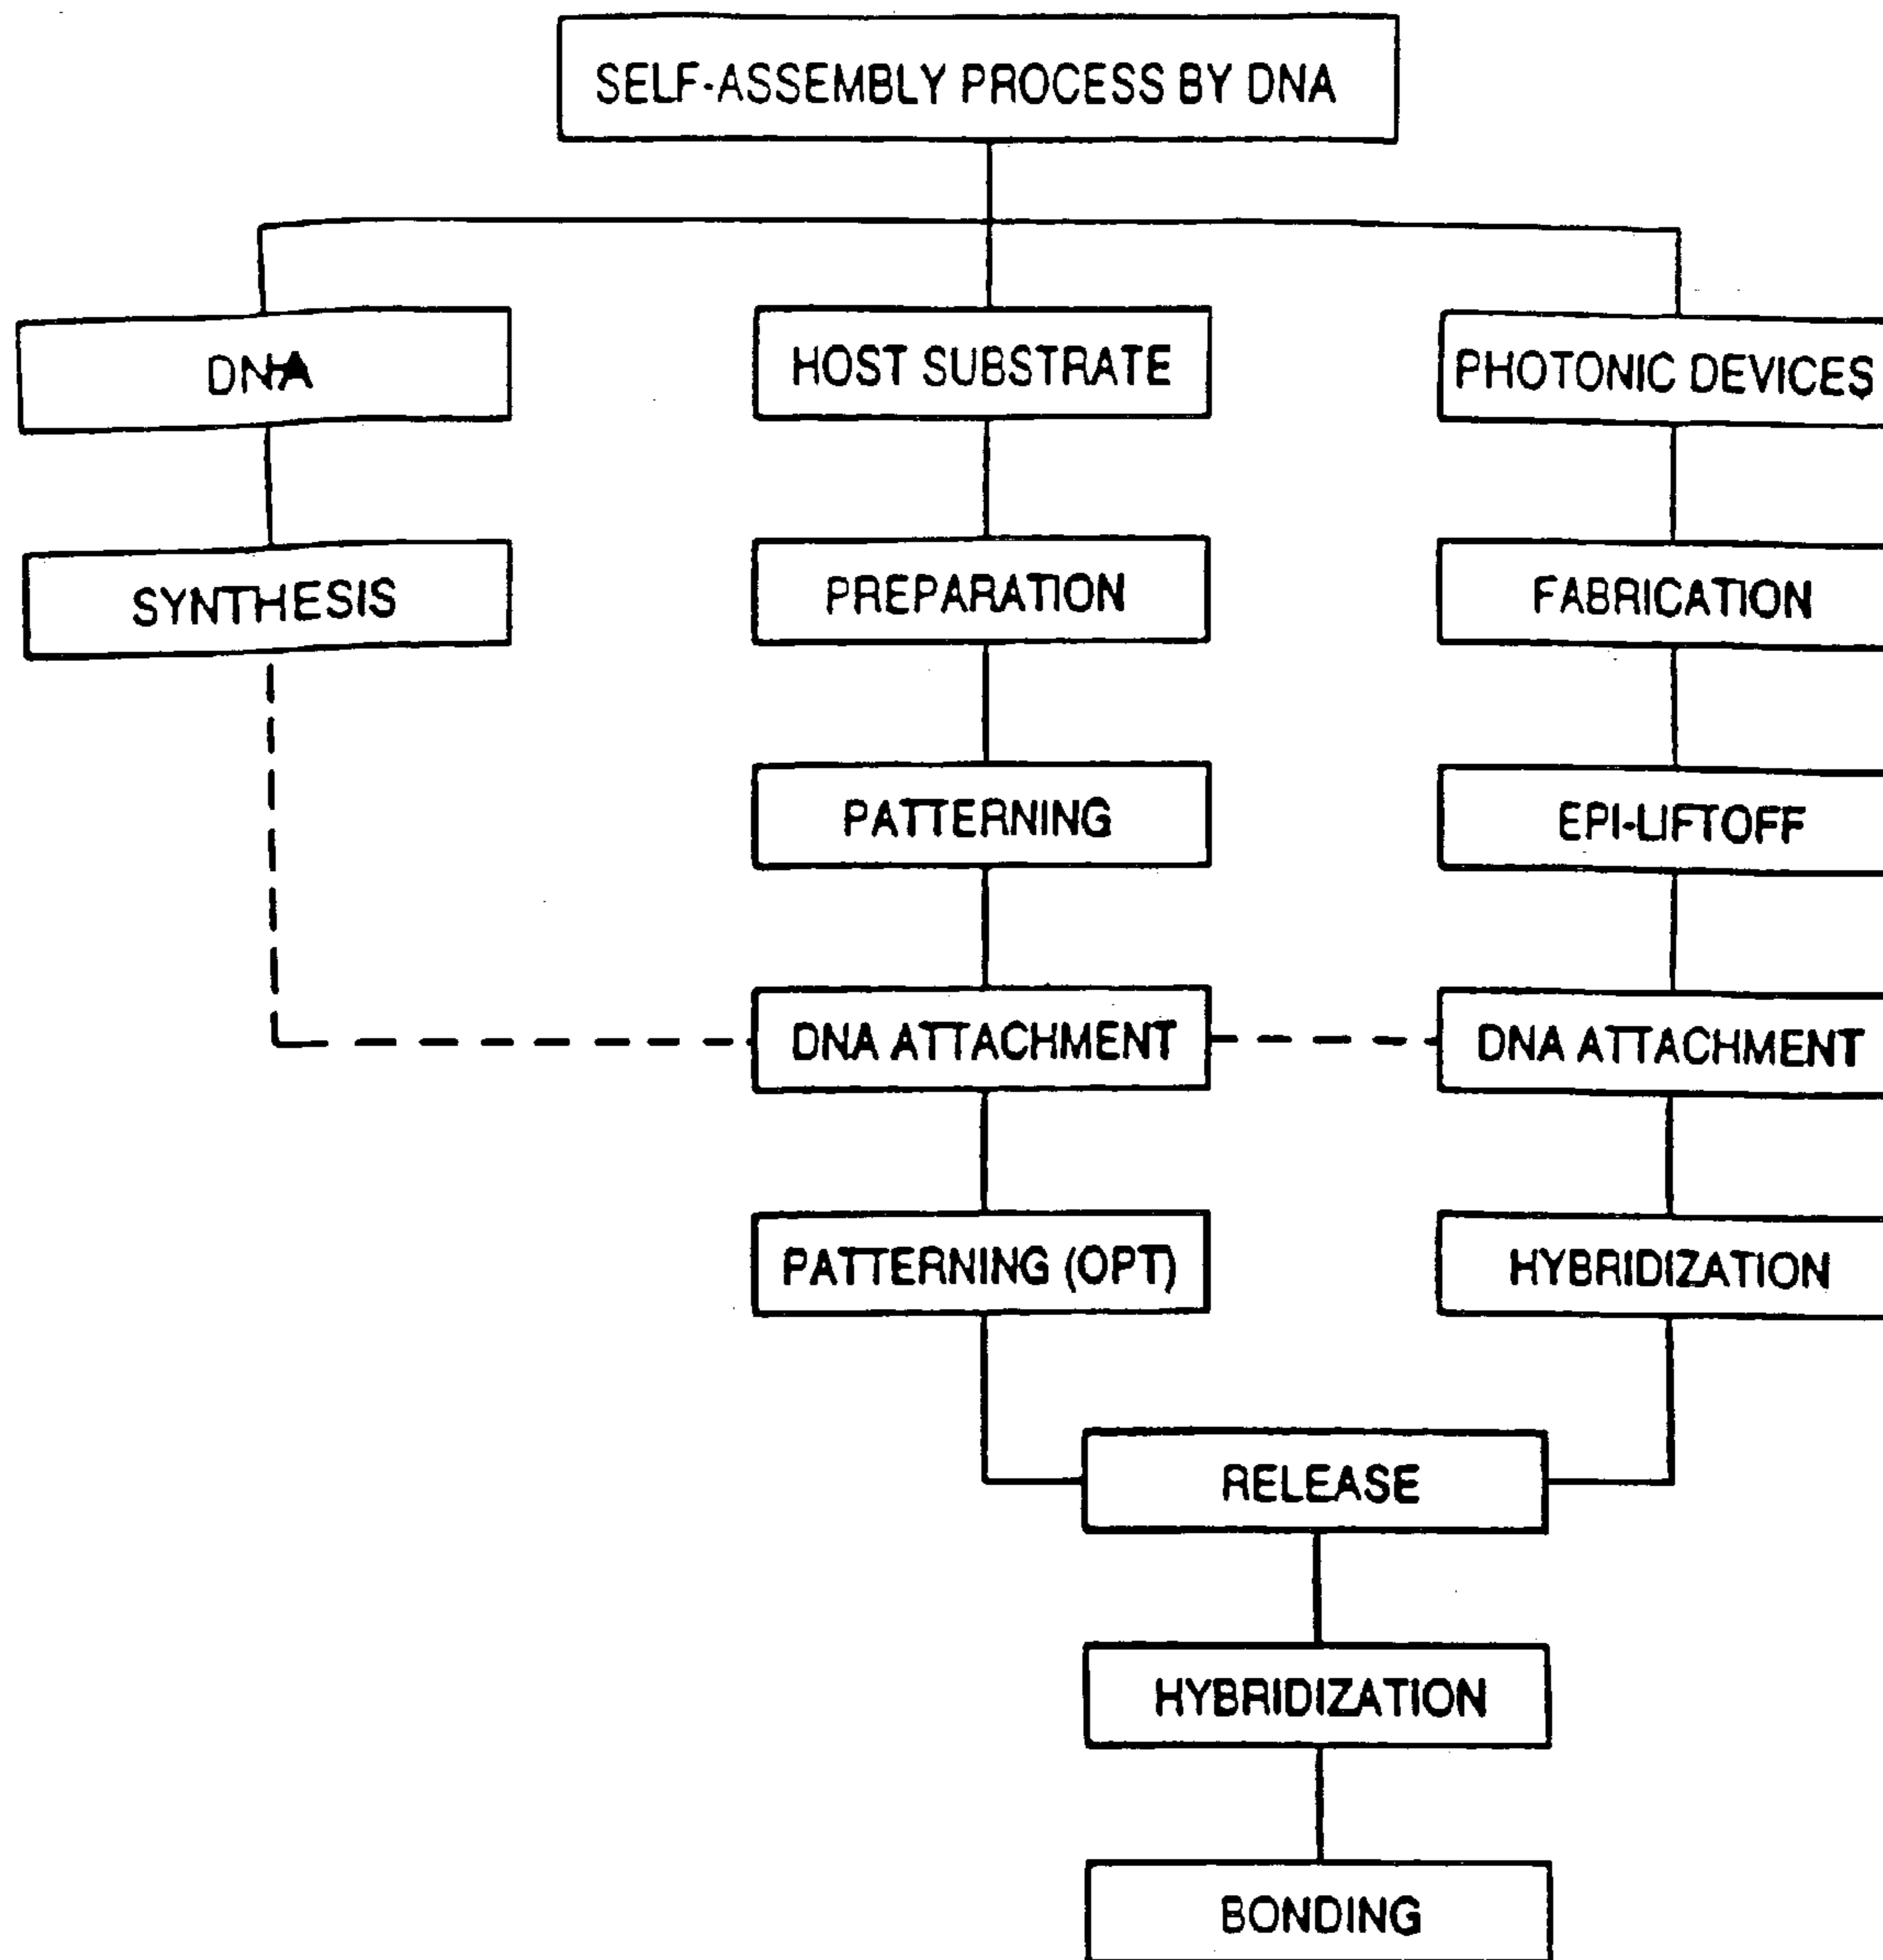 SELF-ASSEMBLY PROCESS BY DNA
DNA
HOST SUBSTRATE
PHOTONIC DEVICES
SYNTHESIS
PREPARATION
FABRICATION
PATTERNING
EPI-LIFTOFF
DNA ATTACHMENT
DNA ATTACHMENT
PATTERNING (OPT)
HYBRIDIZATION
RELEASE
HYBRIDIZATION
BONDING